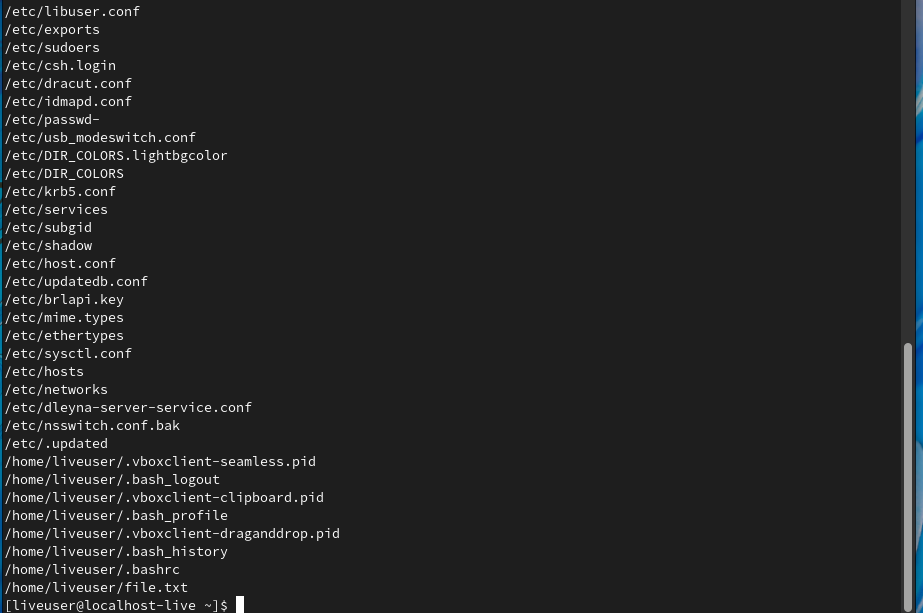 /etc/libuser.conf
/etc/exports
/etc/sudoers
/etc/csh.login
/etc/dracut.conf
/etc/idmapd.conf
/etc/passwd-
/etc/usb_modeswitch.conf
/etc/DIR_COLORS.lightbgcolor
/etc/DIR_COLORS
/etc/krb5.conf
/etc/services
/etc/subgid
/etc/shadow
/etc/host.conf
/etc/updatedb.conf
/etc/brlapi.key
/etc/mime.types
/etc/ethertypes
/etc/sysctl.conf
/etc/hosts
/etc/networks
/etc/dleyna-server-service.conf
/etc/nsswitch.conf.bak
/etc/.updated
/home/liveuser/.vboxclient-seamless.pid
/home/liveuser/.bash_logout
/home/liveuser/.vboxclient-clipboard.pid
/home/liveuser/.bash_profile
/home/liveuser/.vboxclient-draganddrop.pid
/home/liveuser/.bash_history
/home/liveuser/.bashrc
/home/liveuser/file.txt
[liveuser@localhost-live ~]$